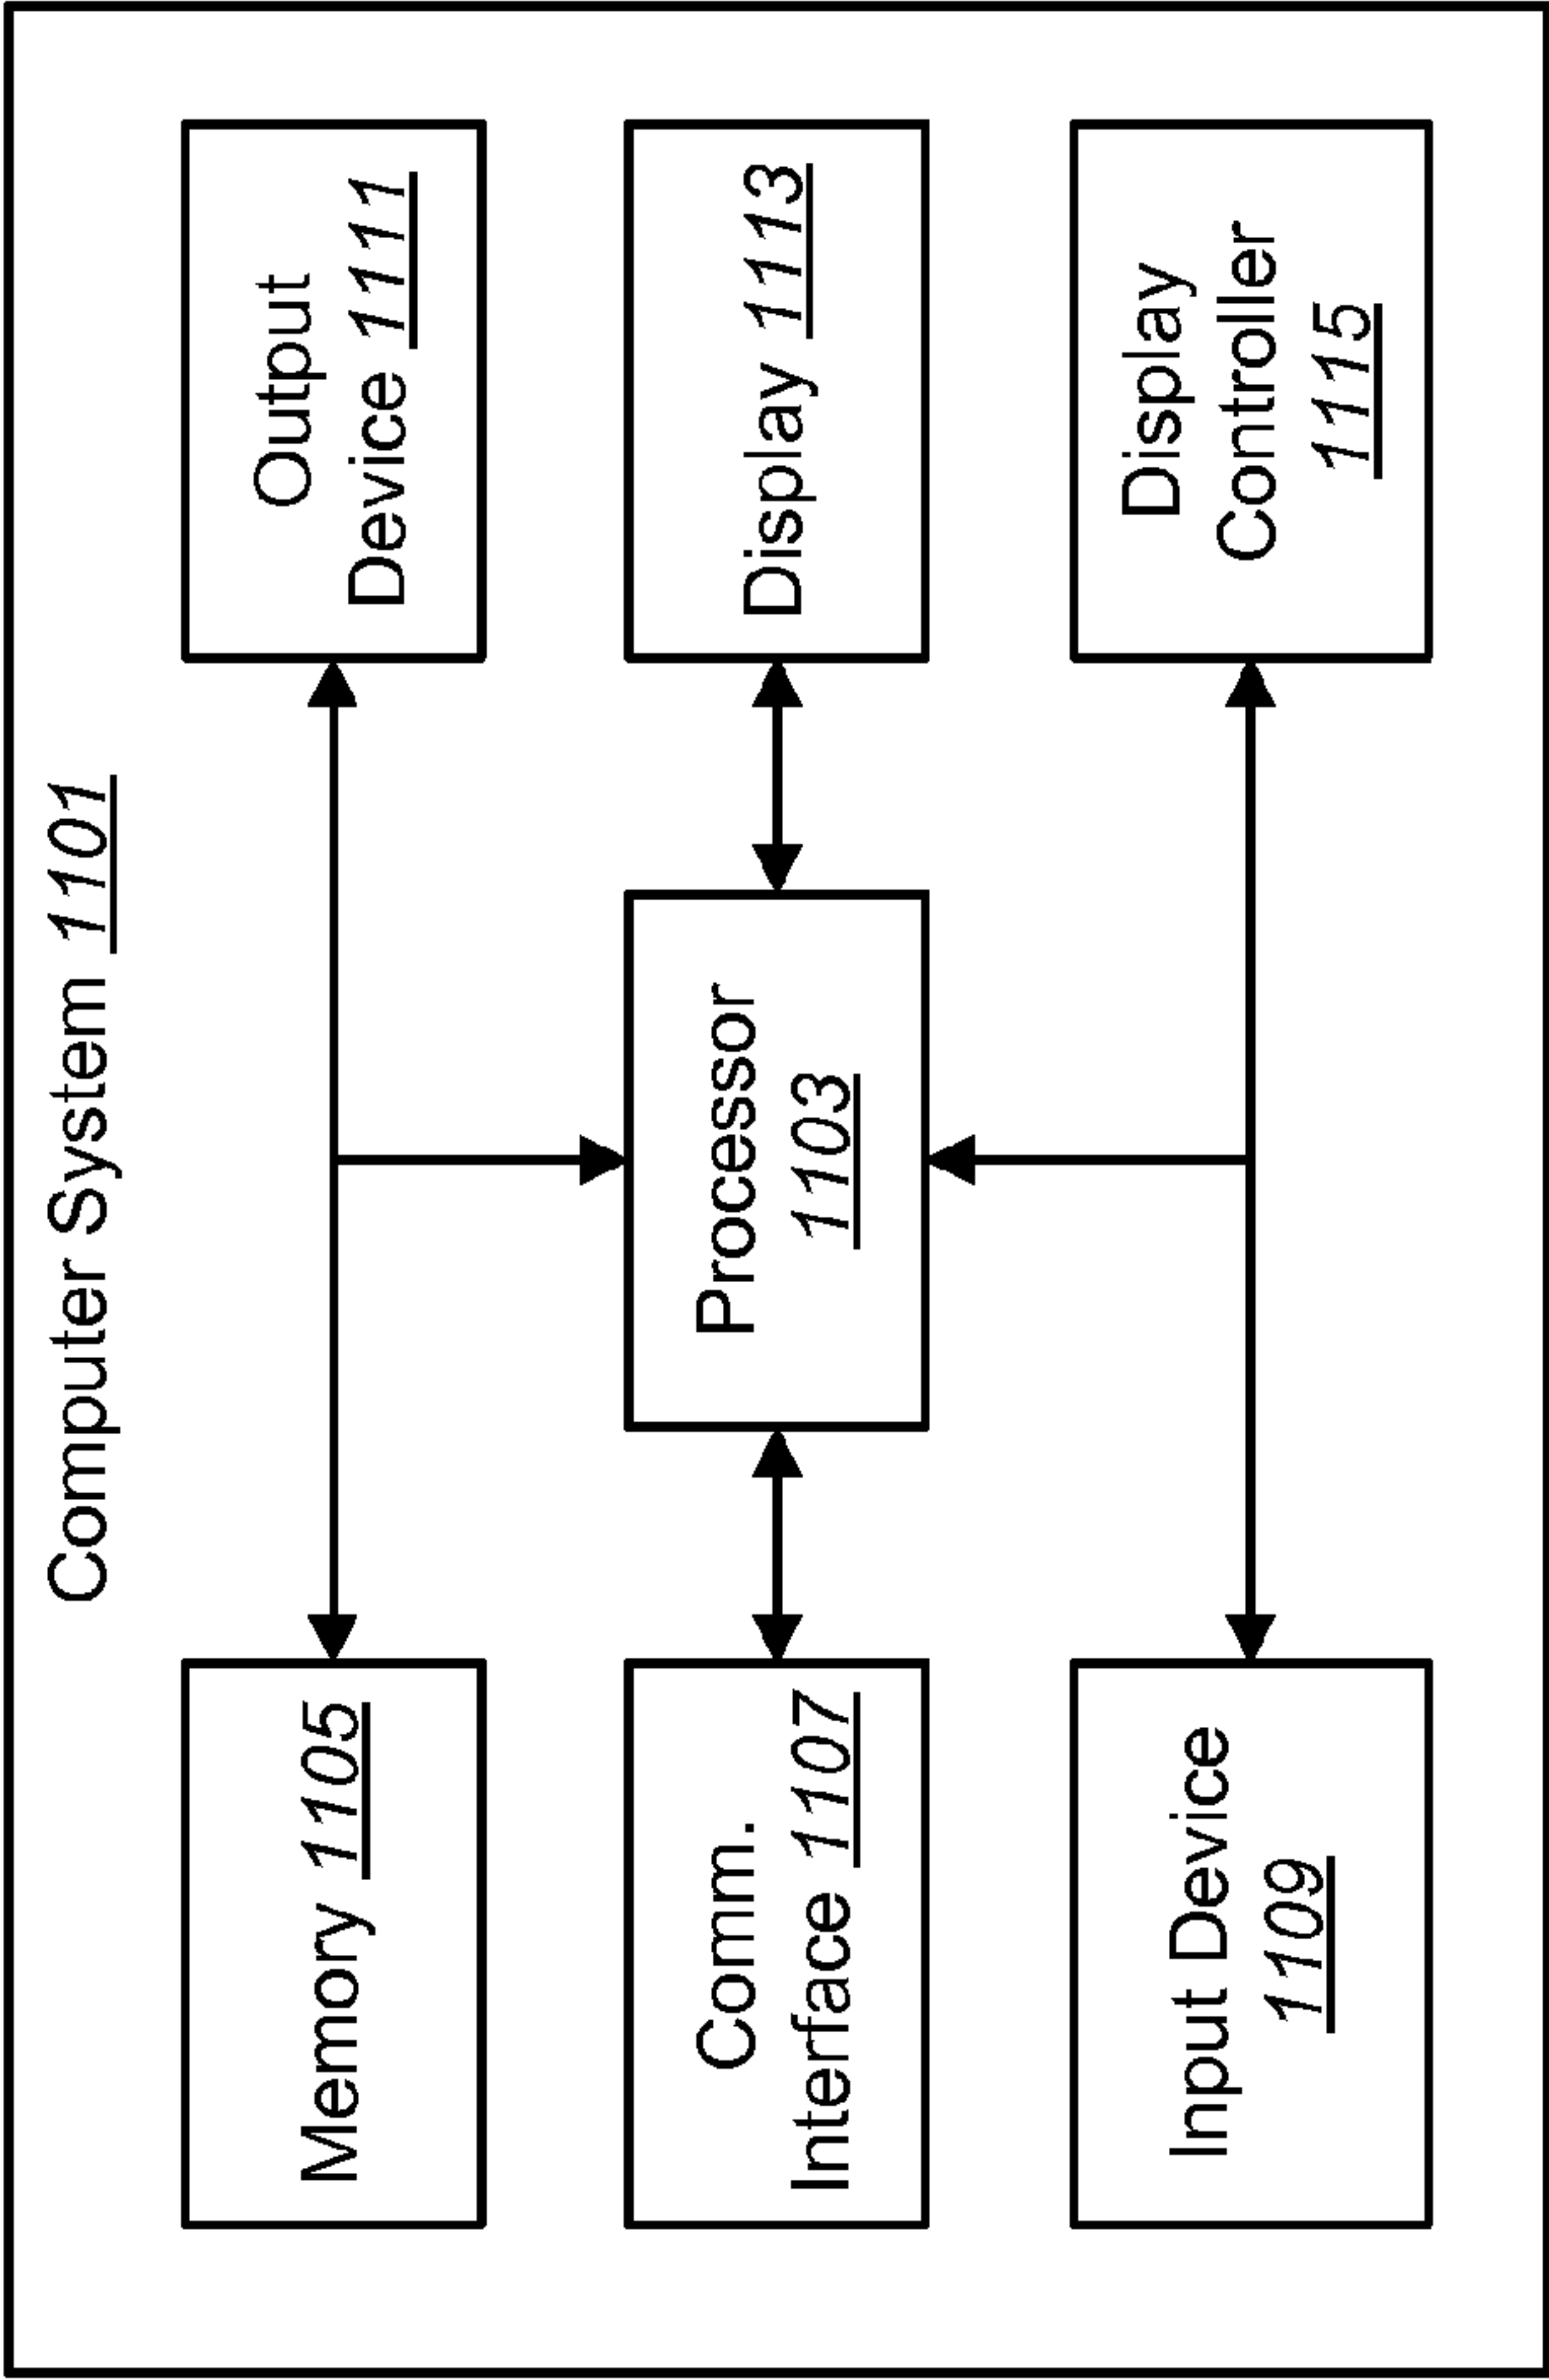 Computer System 1101
Memory 1105
Output
Device 1111
Comm.
Interface 1107
Processor
1103
Display 1113
Input Device
1109
Display
Controller
1115